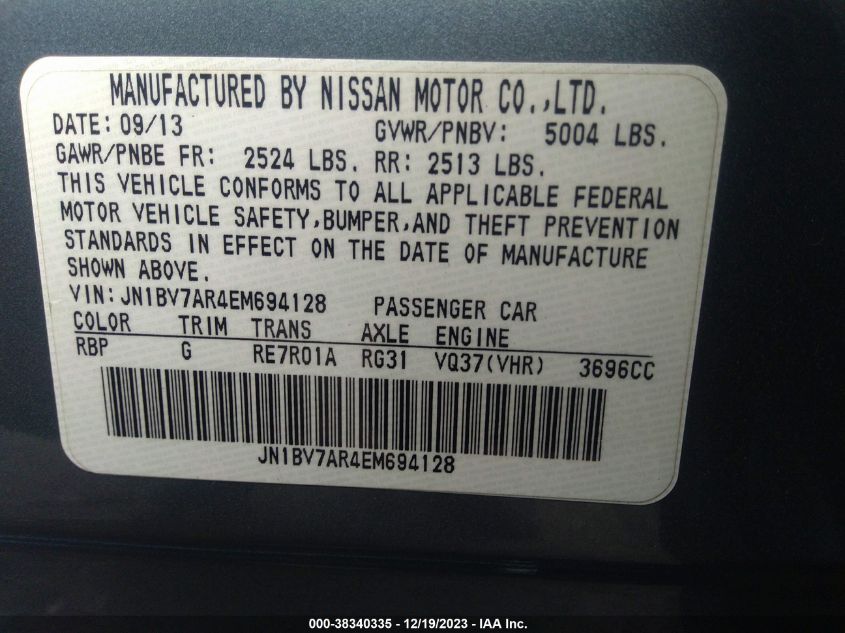 MANUFACTURED BY NISSAN MOTOR CO.,LTD.
DATE: 09/13 GVWR/PNBV: 5004 LBS.
GAWR/PNBE FR: 2524 LBS. RR: 2513 LBS.
THIS VEHICLE CONFORMS TO ALL APPLICABLE FEDERAL
MOTOR VEHICLE SAFETY,BUMPER,AND THEFT PREVENTION
STANDARDS IN EFFECT ON THE DATE OF MANUFACTURE
SHOWN ABOVE.
VIN: JN1BV7AR4EM694128 PASSENGER CAR
COLOR TRIM TRANS AXLE ENGINE
RBP G RE7R01A RG31 VQ37(VHR) 3696CC
JN1BV7AR4EM694128
000-38340335 - 12/19/2023 - IAA Inc.